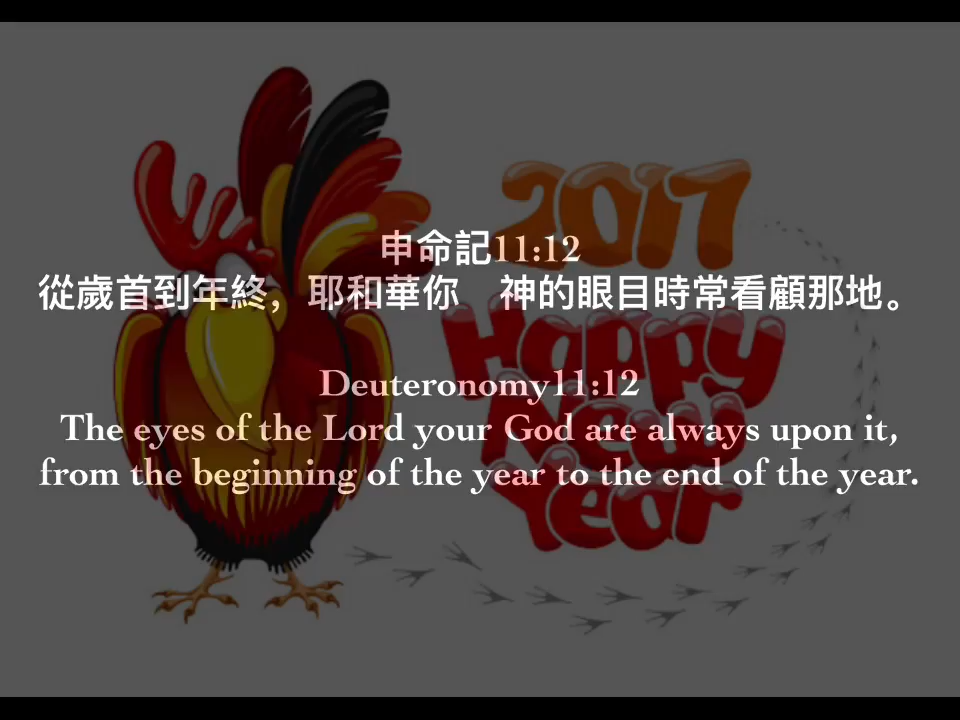 2017
Happy
New
Year
申命記11:12
從歲首到年終，耶和華你　神的眼目時常看顧那地。
Deuteronomy11:12
The eyes of the Lord your God are always upon it,
from the beginning of the year to the end of the year.